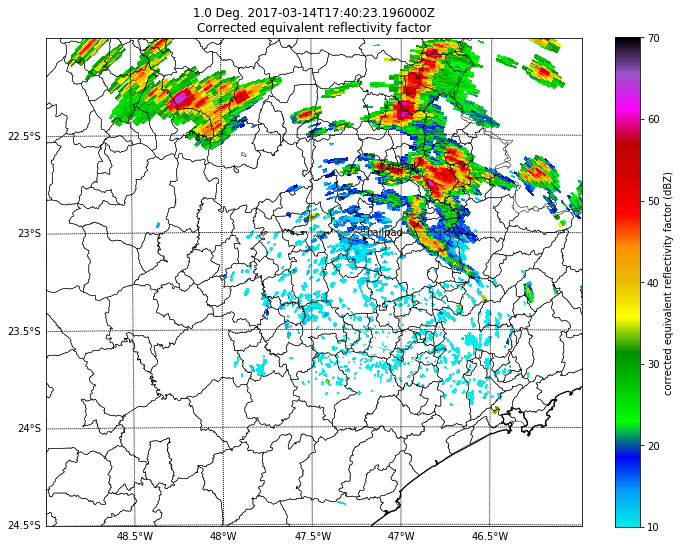 1.0 Deg. 2017-03-14T17:40:23.196000Z
Corrected equivalent reflectivity factor
22.5°S
23°S
23.5°S
24°S
24.5°S
48.5°W
48°W
47.5°W
47°W
46.5°W
hailpad
hailpad
70
60
50
40
30
20
10
corrected equivalent reflectivity factor (dBZ)